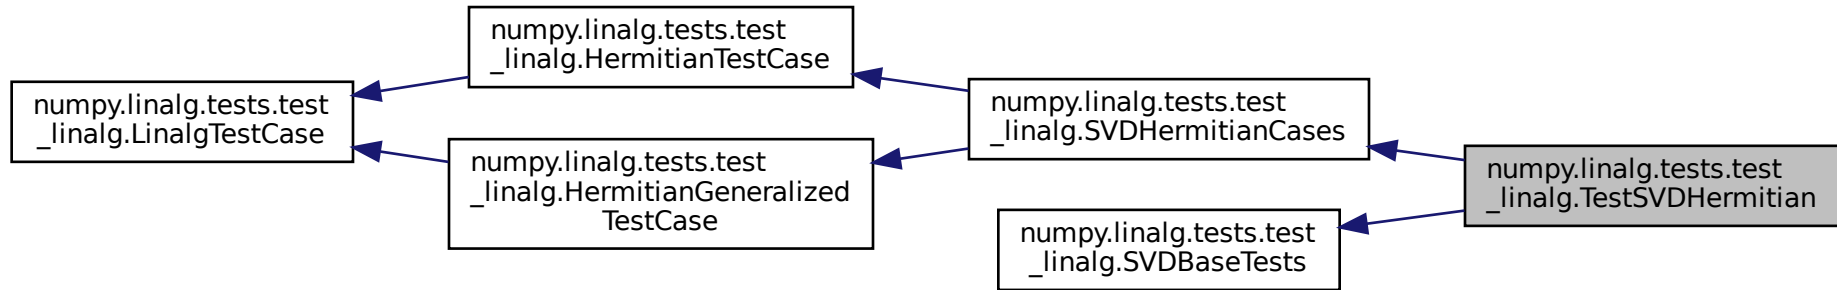 numpy.linalg.tests.test
_linalg.HermitianTestCase
numpy.linalg.tests.test
_linalg.LinalgTestCase
numpy.linalg.tests.test
_linalg.HermitianGeneralized
TestCase
numpy.linalg.tests.test
_linalg.SVDHermitianCases
numpy.linalg.tests.test
_linalg.SVDBaseTests
numpy.linalg.tests.test
_linalg.TestSVDHermitian